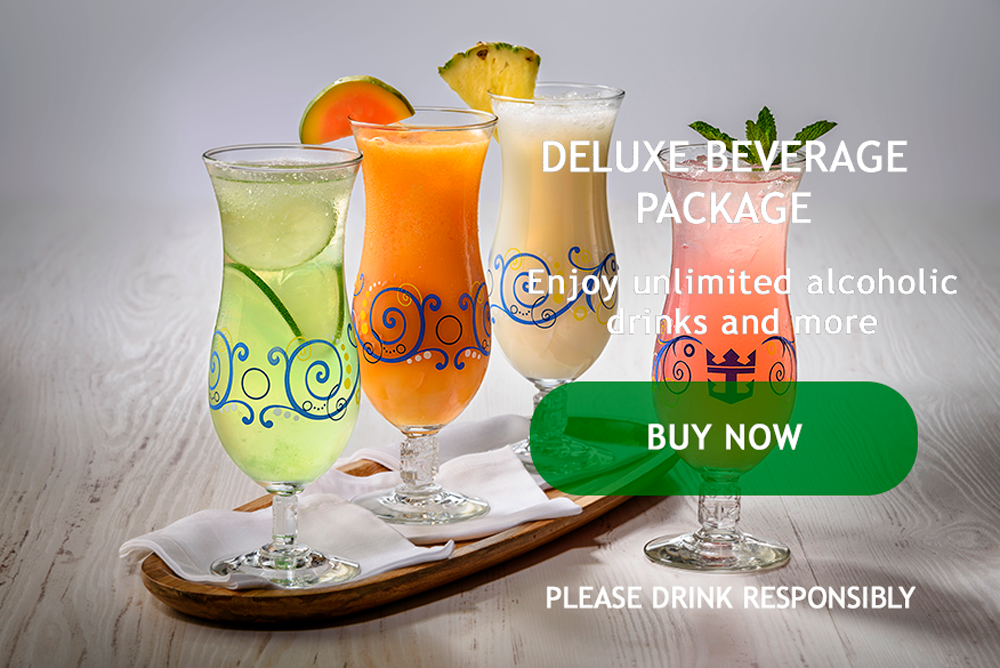 DELUXE BEVERAGE
PACKAGE
Enjoy unlimited alcoholic
drinks and more
BUY NOW
PLEASE DRINK RESPONSIBLY